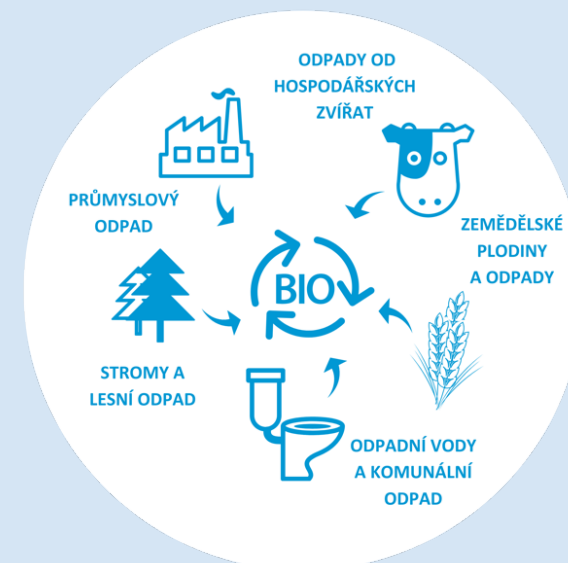 ODPADY OD
HOSPODÁŘSKÝCH
ZVÍŘAT
PRŮMYSLOVÝ
ODPAD
ZEMĚDĚLSKÉ
PLODINY
A ODPADY
BIO
STROMY A
LESNÍ ODPAD
ODPADNÍ VODY
A KOMUNÁLNÍ
ODPAD